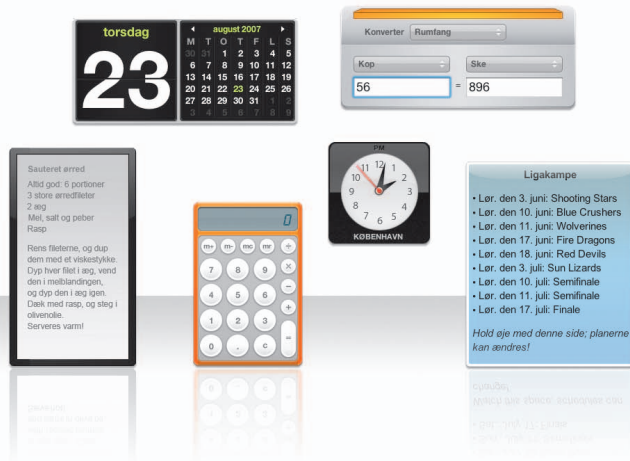 torsdag
23
august 2007
M T O T F L S
30 31 1 2 3 4 5
6 7 8 9 10 11 12
13 14 15 16 17 18 19
20 21 22 23 24 25 26
27 28 29 30 31 1 2
3 4 5 6 7 8 9
Konverter Rumfang
Kop Ske
56 = 896
Sauteret ørred
Altid god: 6 portioner
3 store ørredfileter
2 æg
Mel, salt og peber
Rasp
Rens fileterne, og dup
dem med et viskestykke.
Dyp hver filet i æg, vend
den i melblandingen,
og dyp den i æg igen.
Dæk med rasp, og steg i
olivenolie.
Serveres varm!
0
m+ m- mc mr ÷
7 8 9 ×
4 5 6 −
1 2 3 +
0 . c =
PM
12 1 2 3 4 5 6 7 8 9 10 11
KØBENHAVN
Ligakampe
• Lør. den 3. juni: Shooting Stars
• Lør. den 10. juni: Blue Crushers
• Lør. den 11. juni: Wolverines
• Lør. den 17. juni: Fire Dragons
• Lør. den 18. juni: Red Devils
• Lør. den 3. juli: Sun Lizards
• Lør. den 10. juli: Semifinale
• Lør. den 11. juli: Semifinale
• Lør. den 17. juli: Finale
Hold øje med denne side; planerne
kan ændres!